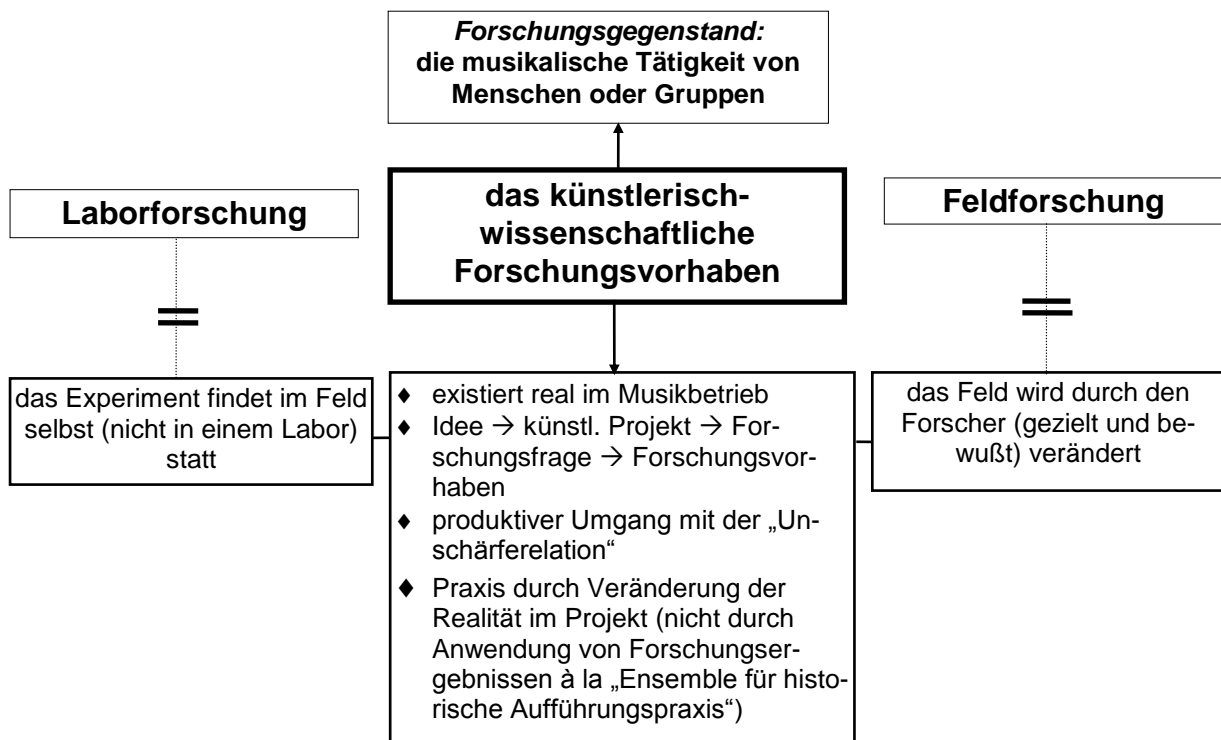 Forschungsgegenstand:
die musikalische Tätigkeit von
Menschen oder Gruppen
Laborforschung
das künstlerisch-
wissenschaftliche
Forschungsvorhaben
Feldforschung
das Experiment findet im Feld
selbst (nicht in einem Labor)
statt
♦ existiert real im Musikbetrieb
♦ Idee → künstl. Projekt → For-
schungsfrage → Forschungsvor-
haben
♦ produktiver Umgang mit der „Un-
schärferelation“
♦ Praxis durch Veränderung der
Realität im Projekt (nicht durch
Anwendung von Forschungser-
gebnissen à la „Ensemble für histo-
rische Aufführungspraxis“)
das Feld wird durch den
Forscher (gezielt und be-
wußt) verändert